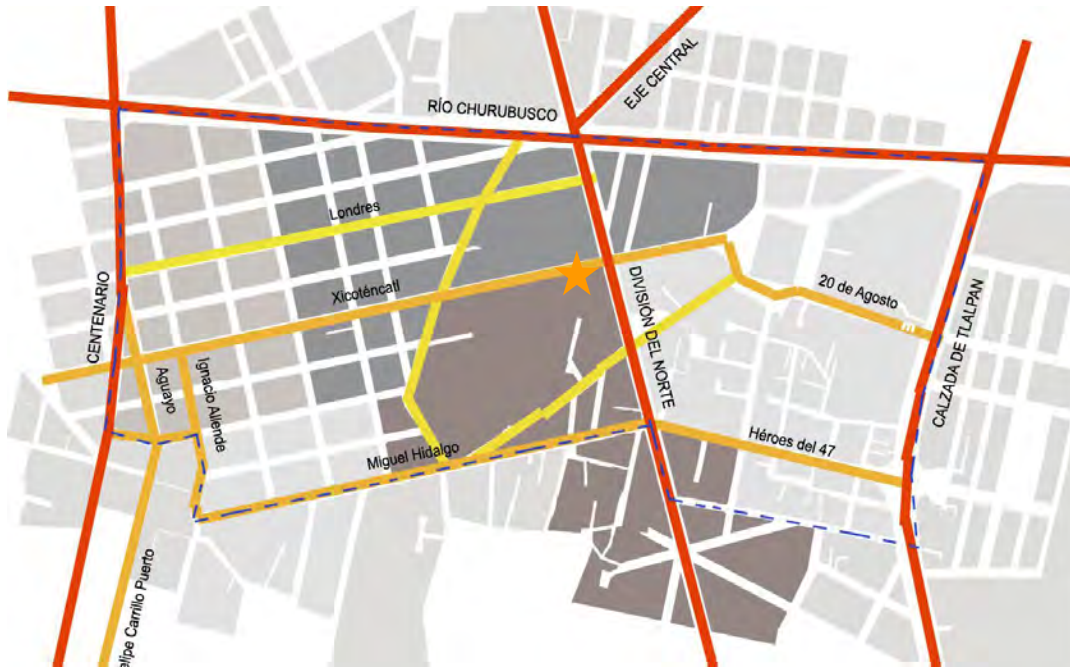 EJE CENTRAL
RÍO CHURUBUSCO
Londres
Xicoténcatl
CENTENARIO
DIVISIÓN DEL NORTE
20 de Agosto
CALZADA DE TLALPAN
Aguayo
Ignacio Allende
Miguel Hidalgo
Héroes del 47
Carrillo Puerto